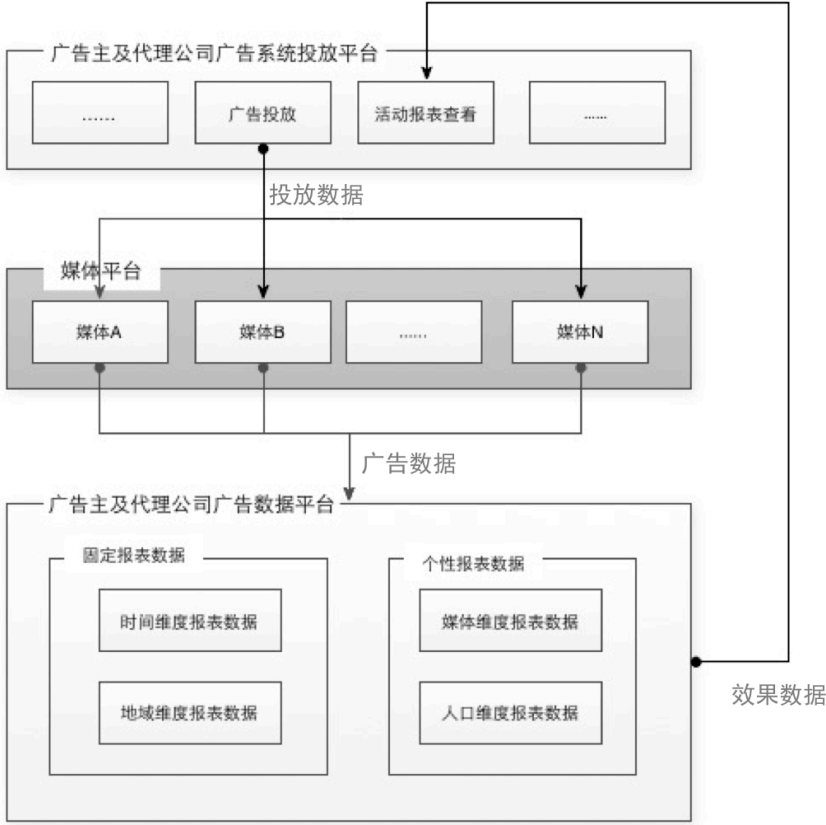 广告主及代理公司广告系统投放平台
……
广告投放
活动报表查看
……
投放数据
媒体平台
媒体A
媒体B
……
媒体N
广告数据
广告主及代理公司广告数据平台
固定报表数据
个性报表数据
时间维度报表数据
媒体维度报表数据
地域维度报表数据
人口维度报表数据
效果数据